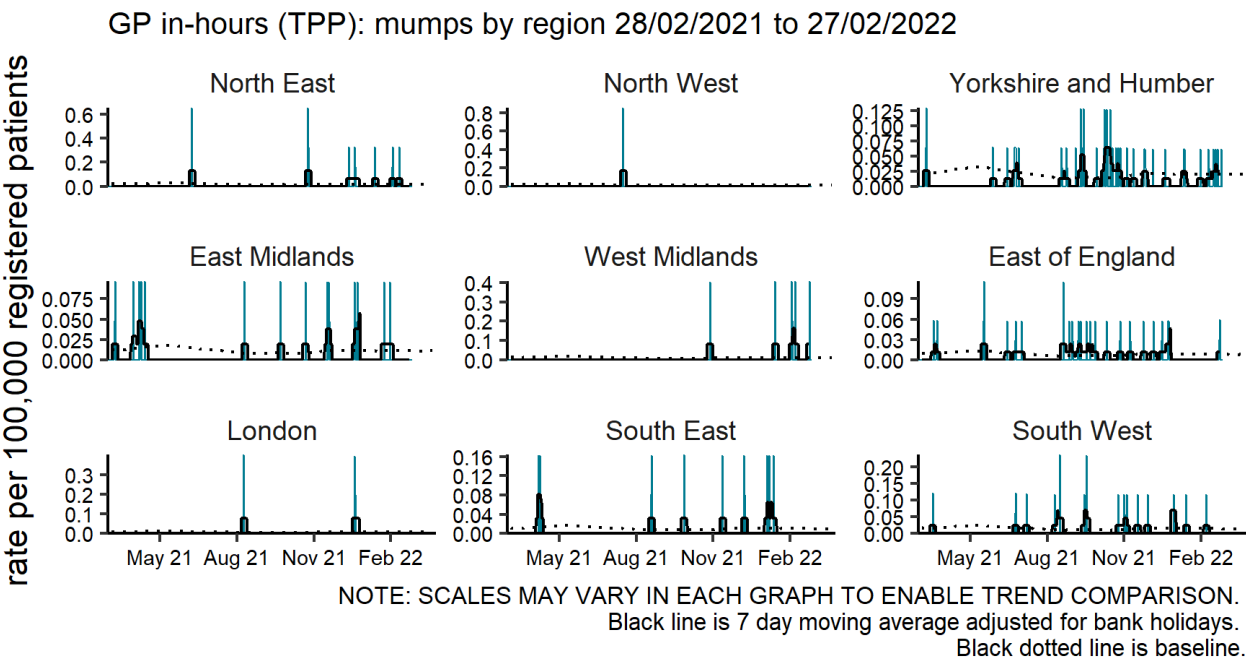 GP in-hours (TPP): mumps by region 28/02/2021 to 27/02/2022
rate per 100,000 registered patients
North East
0.6
0.4
0.2
0.0
North West
0.8
0.6
0.4
0.2
0.0
Yorkshire and Humber
0.125
0.100
0.075
0.050
0.025
0.000
East Midlands
0.075
0.050
0.025
0.000
West Midlands
0.4
0.3
0.2
0.1
0.0
East of England
0.09
0.06
0.03
0.00
London
0.3
0.2
0.1
0.0
May 21 Aug 21 Nov 21 Feb 22
South East
0.16
0.12
0.08
0.04
0.00
May 21 Aug 21 Nov 21 Feb 22
South West
0.20
0.15
0.10
0.05
0.00
May 21 Aug 21 Nov 21 Feb 22
NOTE: SCALES MAY VARY IN EACH GRAPH TO ENABLE TREND COMPARISON.
Black line is 7 day moving average adjusted for bank holidays.
Black dotted line is baseline.